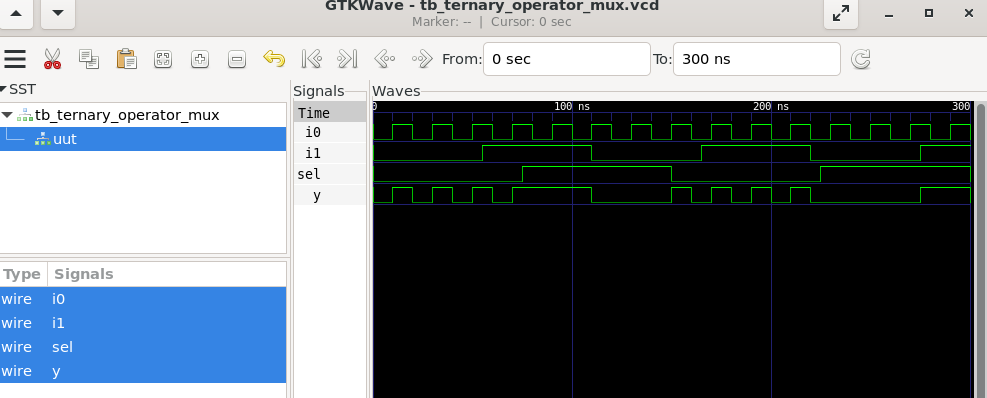 GTKWave - tb_ternary_operator_mux.vcd
Marker: -- | Cursor: 0 sec
From: 0 sec To: 300 ns
SST
tb_ternary_operator_mux
uut
Type Signals
wire i0
wire i1
wire sel
wire y
Signals
Time
i0
i1
sel
y
Waves
0 100 ns 200 ns 300